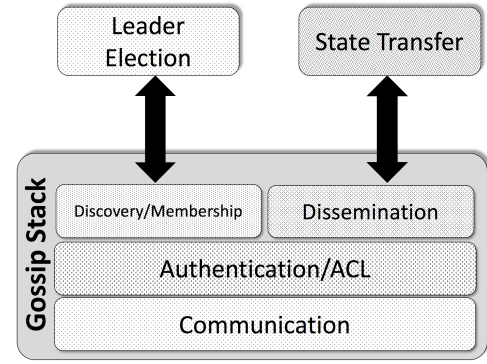 Leader
Election
State Transfer
Gossip Stack
Discovery/Membership
Dissemination
Authentication/ACL
Communication